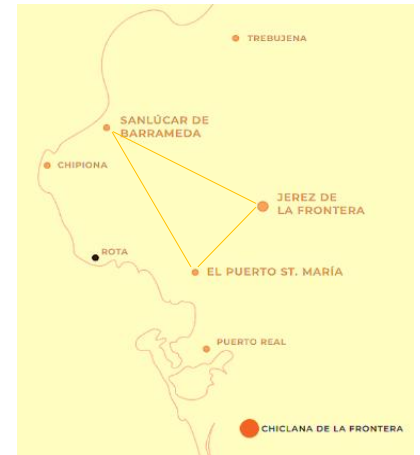 TREBUJENA
SANLÚCAR DE
BARRAMEDA
CHIPIONA
JEREZ DE
LA FRONTERA
ROTA
EL PUERTO ST. MARÍA
PUERTO REAL
CHICLANA DE LA FRONTERA